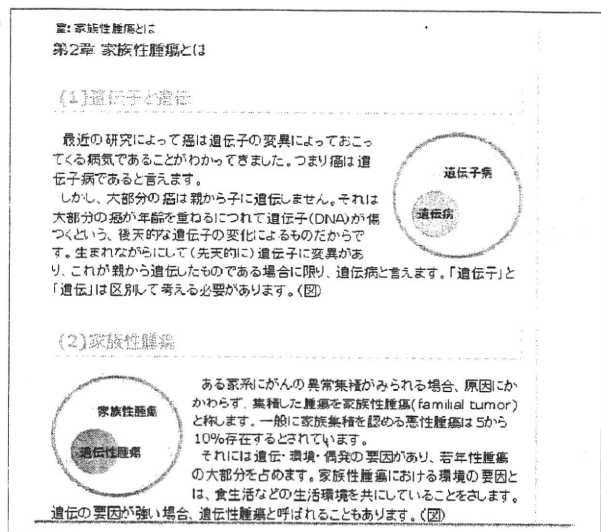 章: 家族性腫瘍とは
第2章 家族性腫瘍とは
(1)遺伝子と遺伝
最近の研究によって癌は遺伝子の変異によっておこっ
てくる病気であることがわかってきました。つまり癌は遺
伝子病であると言えます。
しかし、大部分の癌は親から子に遺伝しません。それは
大部分の癌が年齢を重ねるにつれて遺伝子(DNA)が傷
つくという、後天的な遺伝子の変化によるものだからで
す。生まれながらにして(先天的に)遺伝子に変異があ
り、これが親から遺伝したものである場合に限り、遺伝病と言えます。「遺伝子」と
「遺伝」は区別して考える必要があります。(図)
遺伝子病
遺伝病
(2)家族性腫瘍
家族性腫瘍
遺伝性腫瘍
ある家系にがんの異常集積がみられる場合、原因にか
かわらず、集積した腫瘍を家族性腫瘍(familial tumor)
と称します。一般に家族集積を認める悪性腫瘍は5から
10%存在するとされています。
それには遺伝・環境・偶発の要因があり、若年性腫瘍
の大部分を占めます。家族性腫瘍における環境の要因と
は、食生活などの生活環境を共にしていることをさします。
遺伝の要因が強い場合、遺伝性腫瘍と呼ばれることもあります。(図)